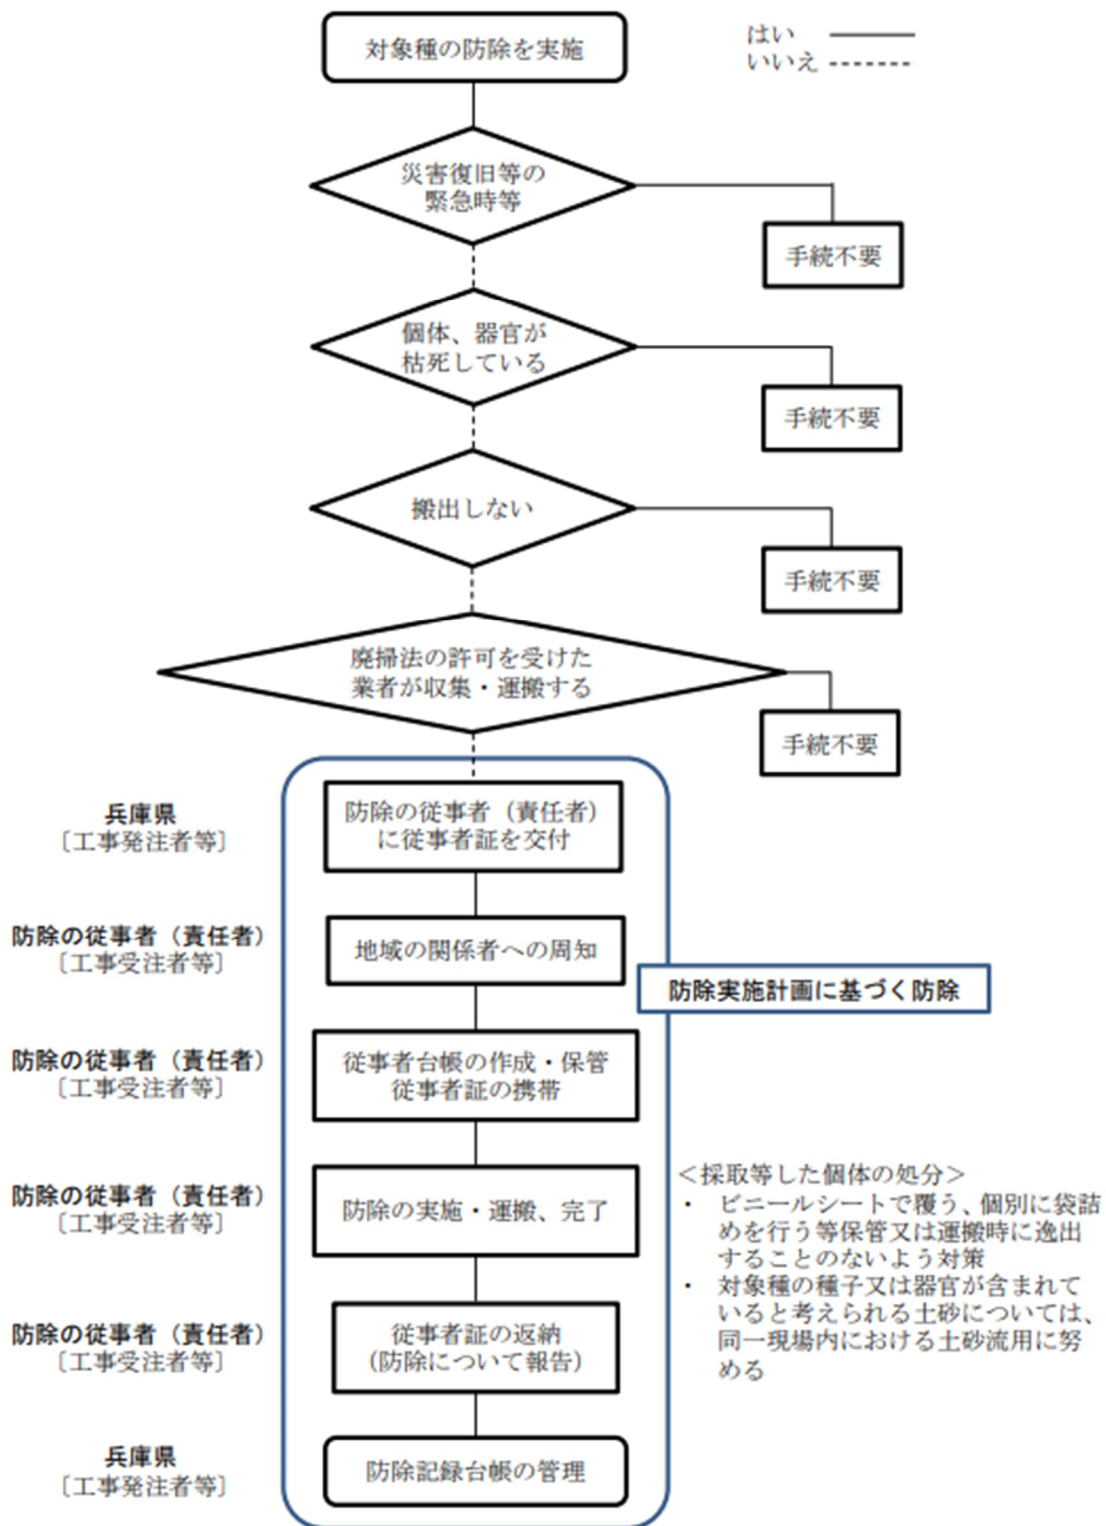 対象種の防除を実施
はい
いいえ
災害復旧等の
緊急時等
手続不要
個体、器官が
枯死している
手続不要
搬出しない
手続不要
廃掃法の許可を受けた
業者が収集・運搬する
手続不要
兵庫県
〔工事発注者等〕
防除の従事者（責任者）
に従事者証を交付
防除の従事者（責任者）
〔工事受注者等〕
地域の関係者への周知
防除実施計画に基づく防除
防除の従事者（責任者）
〔工事受注者等〕
従事者台帳の作成・保管
従事者証の携帯
防除の従事者（責任者）
〔工事受注者等〕
防除の実施・運搬、完了
＜採取等した個体の処分＞
・ ビニールシートで覆う、個別に袋詰
めを行う等保管又は運搬時に逸出
することのないよう対策
・ 対象種の種子又は器官が含まれて
いると考えられる土砂については、
同一現場内における土砂流用に努
める
防除の従事者（責任者）
〔工事受注者等〕
従事者証の返納
（防除について報告）
兵庫県
〔工事発注者等〕
防除記録台帳の管理